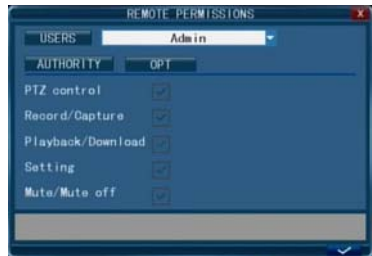 REMOTE PERMISSIONS
USERS Admin
AUTHORITY OPT
PTZ control
Record/Capture
Playback/Download
Setting
Mute/Mute off